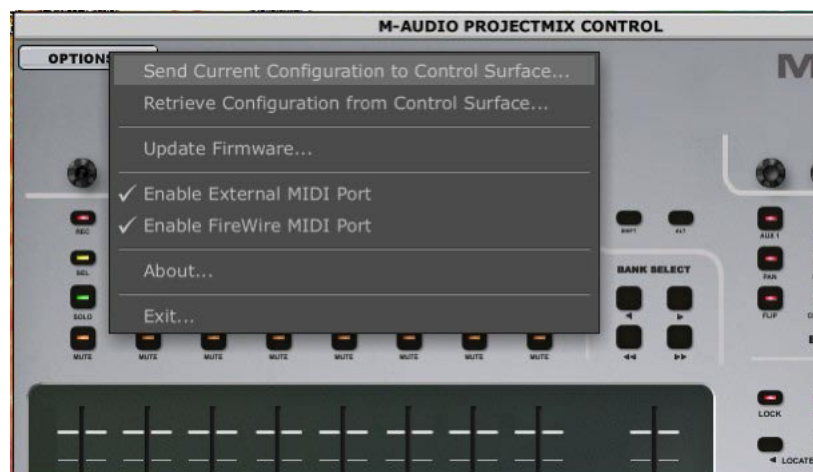 M-AUDIO PROJECTMIX CONTROL
OPTIONS
M
Send Current Configuration to Control Surface...
Retrieve Configuration from Control Surface...
Update Firmware...
✓ Enable External MIDI Port
✓ Enable FireWire MIDI Port
About...
Exit...
REC
SHIFT
ALT
AUX 1
SEL
BANK SELECT
PAN
SOLO
FLIP
MUTE MUTE MUTE MUTE MUTE MUTE MUTE MUTE
LOCK
LOCATE